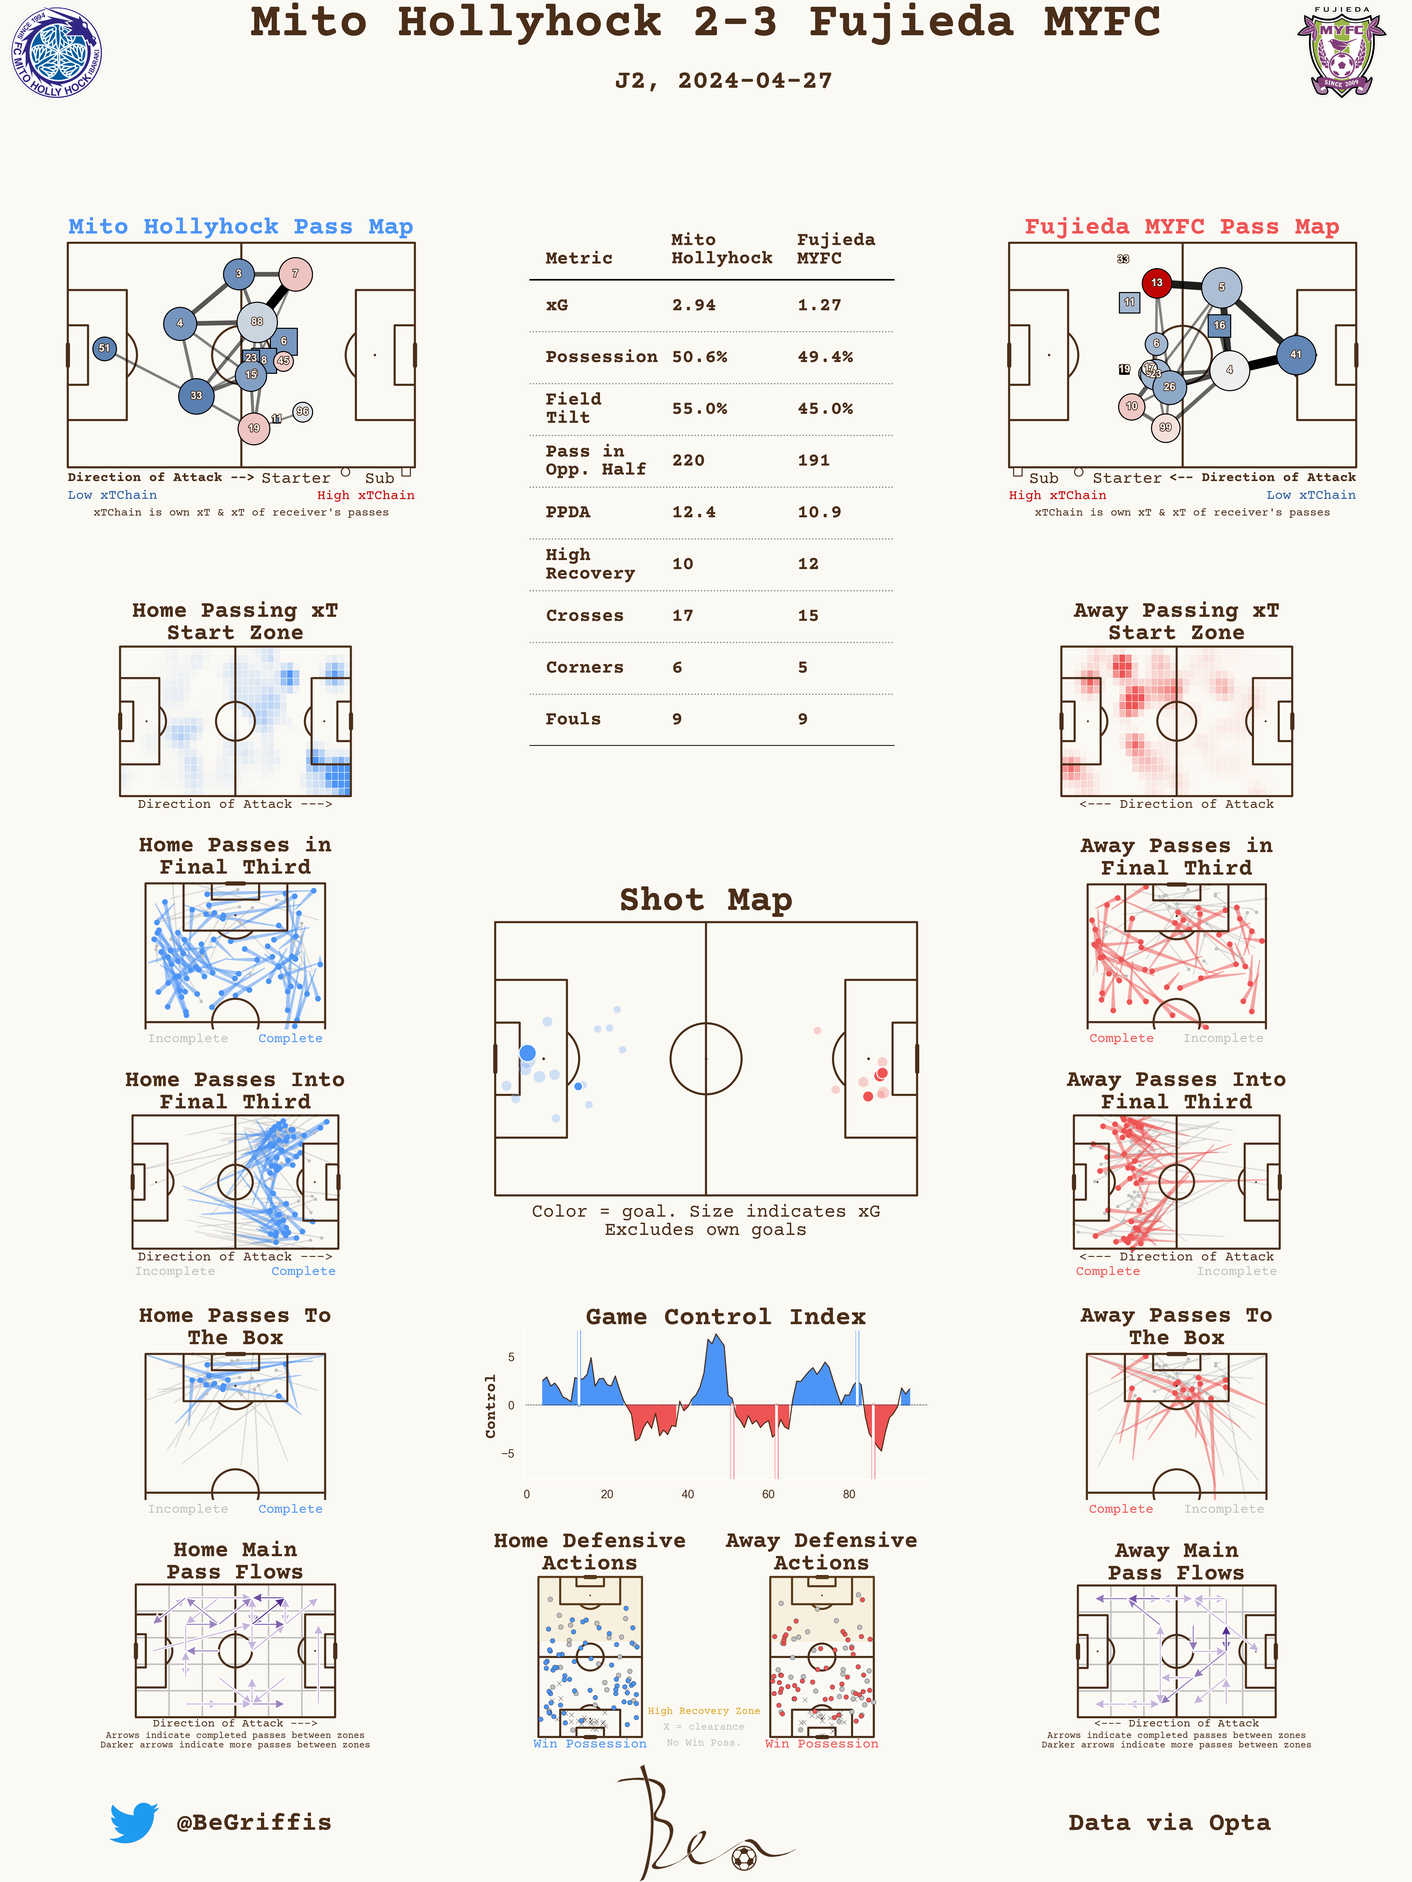 Mito Hollyhock 2-3 Fujieda MYFC
J2, 2024-04-27
SINCE 1994
FC MITO HOLLY HOCK
IBARAKI
FUJIEDA
MYFC
SINCE 2009
Mito Hollyhock Pass Map
3
7
4
88
51
6
23
8
45
15
33
96
11
19
Direction of Attack --> Starter Sub
Low xTChain High xTChain
xTChain is own xT & xT of receiver's passes
Metric Mito Hollyhock Fujieda MYFC
xG 2.94 1.27
Possession 50.6% 49.4%
Field Tilt 55.0% 45.0%
Pass in Opp. Half 220 191
PPDA 12.4 10.9
High Recovery 10 12
Crosses 17 15
Corners 6 5
Fouls 9 9
Fujieda MYFC Pass Map
33
13
5
11
16
6
41
19
17
23
4
26
10
99
Sub Starter <-- Direction of Attack
High xTChain Low xTChain
xTChain is own xT & xT of receiver's passes
Home Passing xT
Start Zone
Direction of Attack --->
Away Passing xT
Start Zone
<--- Direction of Attack
Home Passes in
Final Third
Incomplete Complete
Away Passes in
Final Third
Complete Incomplete
Shot Map
Color = goal. Size indicates xG
Excludes own goals
Home Passes Into
Final Third
Direction of Attack --->
Incomplete Complete
Away Passes Into
Final Third
<--- Direction of Attack
Complete Incomplete
Home Passes To
The Box
Incomplete Complete
Game Control Index
Control
5
0
−5
0 20 40 60 80
Away Passes To
The Box
Complete Incomplete
Home Main
Pass Flows
Direction of Attack --->
Arrows indicate completed passes between zones
Darker arrows indicate more passes between zones
Home Defensive
Actions
Win Possession
High Recovery Zone
X = clearance
No Win Poss.
Away Defensive
Actions
Win Possession
Away Main
Pass Flows
<--- Direction of Attack
Arrows indicate completed passes between zones
Darker arrows indicate more passes between zones
@BeGriffis
Ben
Data via Opta